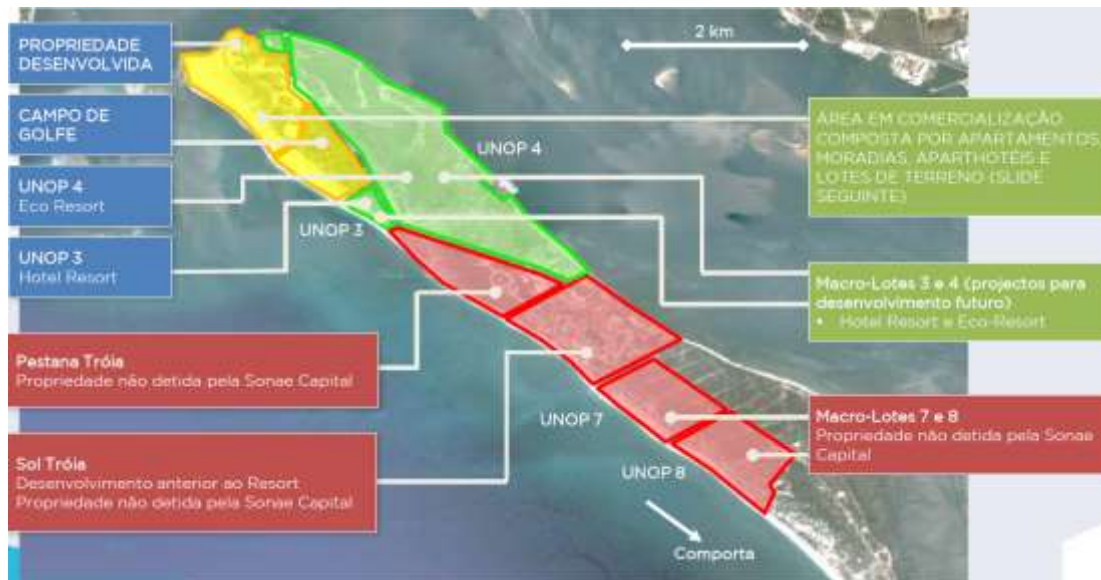 PROPRIEDADE
DESENVOLVIDA
CAMPO DE
GOLFE
UNOP 4
Eco Resort
UNOP 3
Hotel Resort
Pestana Tróia
Propriedade não detida pela Sonae Capital
Sol Tróia
Desenvolvimento anterior ao Resort
Propriedade não detida pela Sonae Capital
2 km
UNOP 4
UNOP 3
UNOP 7
UNOP 8
Comporta
ÁREA EM COMERCIALIZAÇÃO
COMPOSTA POR APARTAMENTOS,
MORADIAS, APARTHOTÉIS E
LOTES DE TERRENO (SLIDE
SEGUINTE)
Macro-Lotes 3 e 4 (projectos para
desenvolvimento futuro)
• Hotel Resort e Eco-Resort
Macro-Lotes 7 e 8
Propriedade não detida pela Sonae
Capital